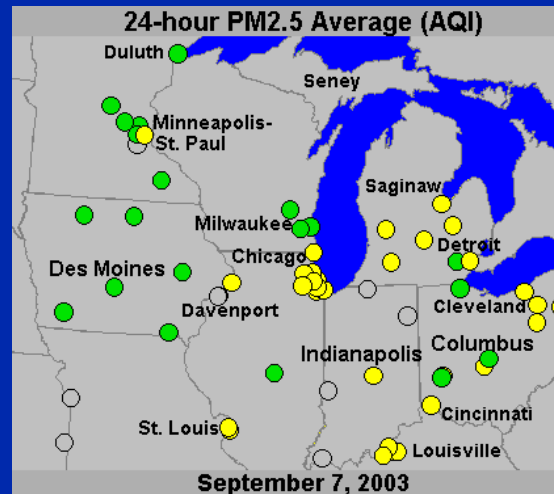 24-hour PM2.5 Average (AQI)
Duluth
Seney
Minneapolis-
St. Paul
Saginaw
Milwaukee
Detroit
Chicago
Des Moines
Davenport
Cleveland
Indianapolis
Columbus
Cincinnati
St. Louis
Louisville
September 7, 2003